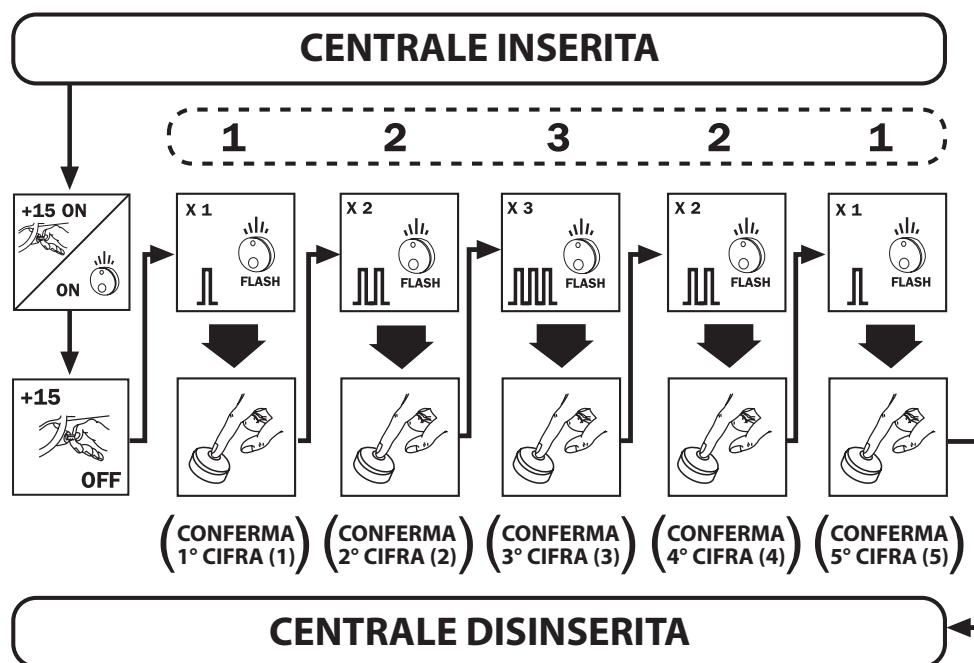 CENTRALE INSERITA
1 2 3 2 1
+15 ON
ON
X 1
FLASH
X 2
FLASH
X 3
FLASH
X 2
FLASH
X 1
FLASH
+15
OFF
(CONFERMA
1° CIFRA (1))
(CONFERMA
2° CIFRA (2))
(CONFERMA
3° CIFRA (3))
(CONFERMA
4° CIFRA (4))
(CONFERMA
5° CIFRA (5))
CENTRALE DISINSERITA